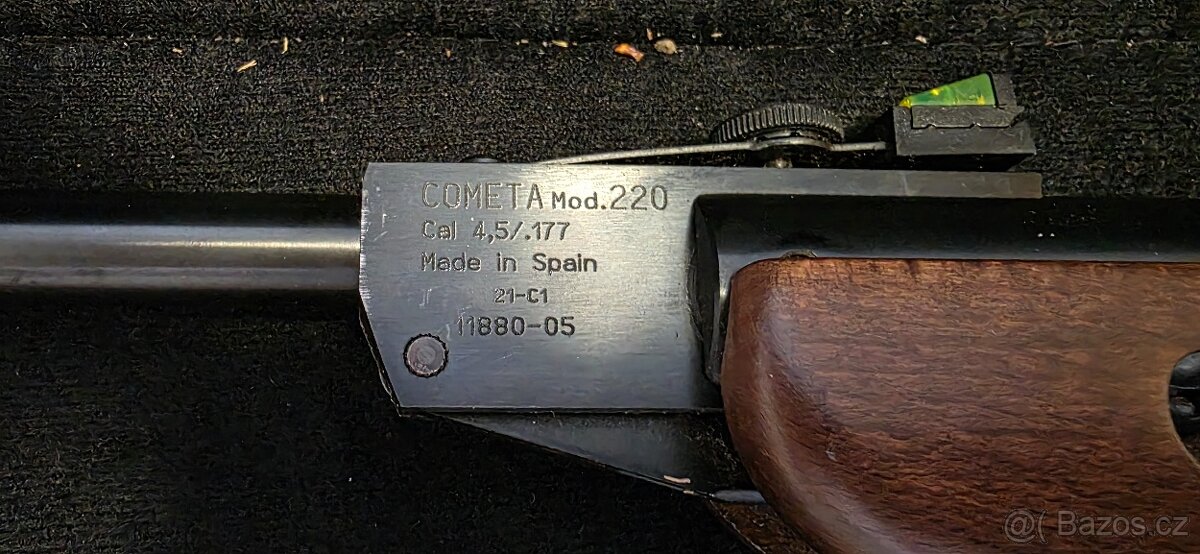 COMETA Mod.220
Cal 4,5/.177
Made in Spain
21-C1
11880-05
@( Bazos.cz